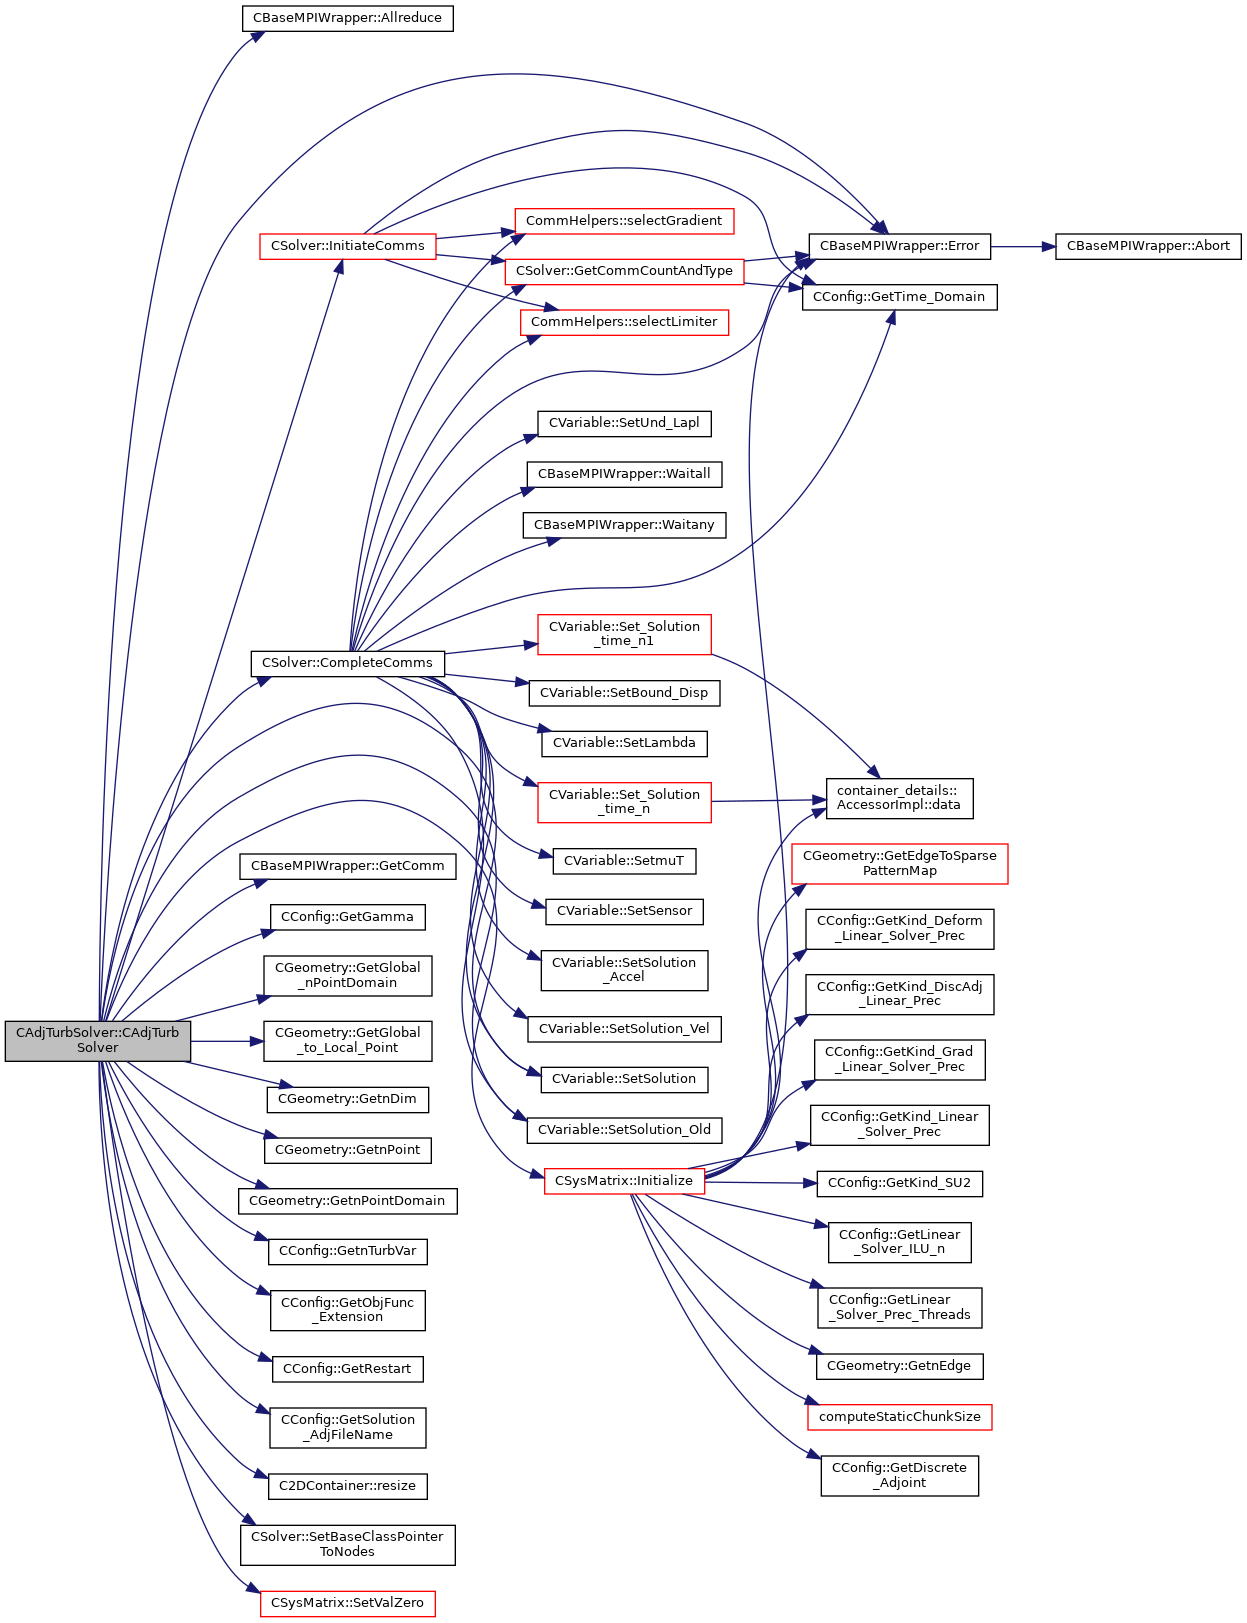 CBaseMPIWrapper::Allreduce
CSolver::InitiateComms
CommHelpers::selectGradient
CSolver::GetCommCountAndType
CommHelpers::selectLimiter
CBaseMPIWrapper::Error
CBaseMPIWrapper::Abort
CConfig::GetTime_Domain
CVariable::SetUnd_Lapl
CBaseMPIWrapper::Waitall
CBaseMPIWrapper::Waitany
CSolver::CompleteComms
CVariable::Set_Solution
_time_n1
CVariable::SetBound_Disp
CVariable::SetLambda
CVariable::Set_Solution
_time_n
container_details::
AccessorImpl::data
CVariable::SetmuT
CVariable::SetSensor
CVariable::SetSolution
_Accel
CVariable::SetSolution_Vel
CVariable::SetSolution
CVariable::SetSolution_Old
CBaseMPIWrapper::GetComm
CConfig::GetGamma
CGeometry::GetGlobal
_nPointDomain
CAdjTurbSolver::CAdjTurb
Solver
CGeometry::GetGlobal
_to_Local_Point
CGeometry::GetnDim
CGeometry::GetnPoint
CGeometry::GetnPointDomain
CConfig::GetnTurbVar
CConfig::GetObjFunc
_Extension
CConfig::GetRestart
CConfig::GetSolution
_AdjFileName
C2DContainer::resize
CSolver::SetBaseClassPointer
ToNodes
CSysMatrix::SetValZero
CSysMatrix::Initialize
CGeometry::GetEdgeToSparse
PatternMap
CConfig::GetKind_Deform
_Linear_Solver_Prec
CConfig::GetKind_DiscAdj
_Linear_Prec
CConfig::GetKind_Grad
_Linear_Solver_Prec
CConfig::GetKind_Linear
_Solver_Prec
CConfig::GetKind_SU2
CConfig::GetLinear
_Solver_ILU_n
CConfig::GetLinear
_Solver_Prec_Threads
CGeometry::GetnEdge
computeStaticChunkSize
CConfig::GetDiscrete
_Adjoint